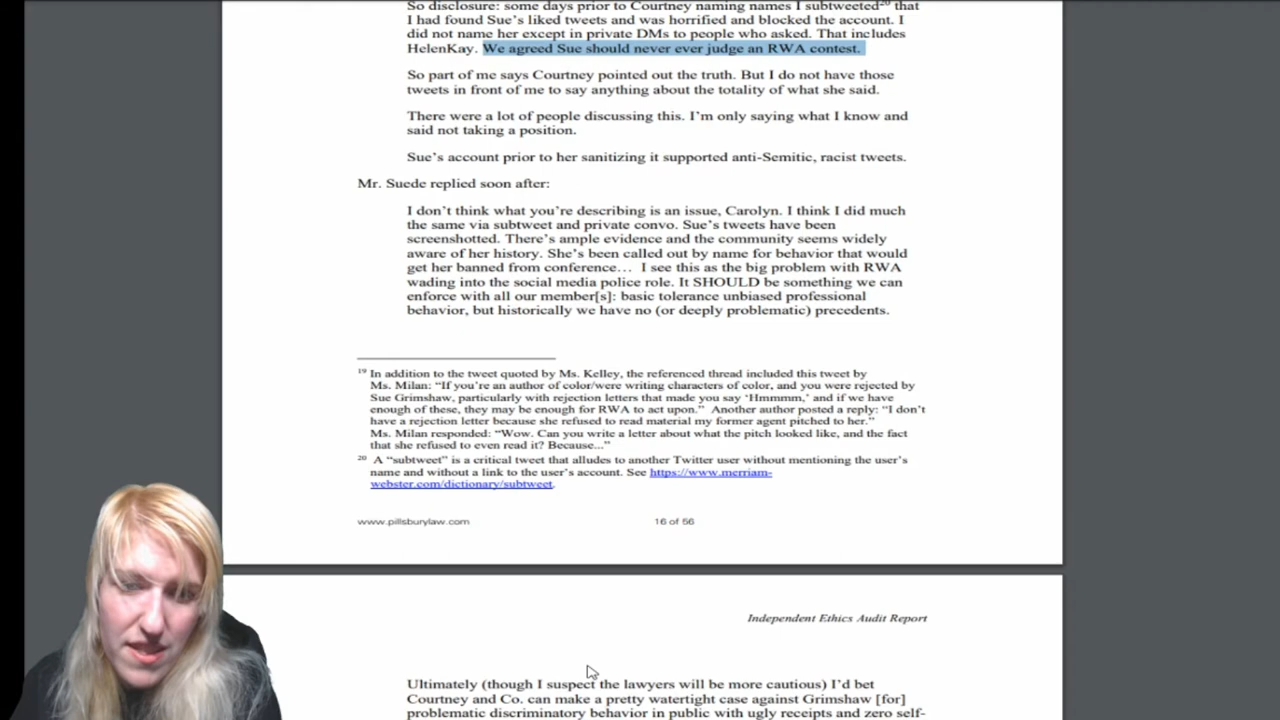 So disclosure: some days prior to Courtney naming names I subtweeted20 that
I had found Sue's liked tweets and was horrified and blocked the account. I
did not name her except in private DMs to people who asked. That includes
HelenKay. We agreed Sue should never ever judge an RWA contest.
So part of me says Courtney pointed out the truth. But I do not have those
tweets in front of me to say anything about the totality of what she said.
There were a lot of people discussing this. I'm only saying what I know and
said not taking a position.
Sue's account prior to her sanitizing it supported anti-Semitic, racist tweets.
Mr. Suede replied soon after:
I don't think what you're describing is an issue, Carolyn. I think I did much
the same via subtweet and private convo. Sue's tweets have been
screenshotted. There's ample evidence and the community seems widely
aware of her history. She's been called out by name for behavior that would
get her banned from conference… I see this as the big problem with RWA
wading into the social media police role. It SHOULD be something we can
enforce with all our member[s]: basic tolerance unbiased professional
behavior, but historically we have no (or deeply problematic) precedents.
19 In addition to the tweet quoted by Ms. Kelley, the referenced thread included this tweet by
Ms. Milan: "If you're an author of color/were writing characters of color, and you were rejected by
Sue Grimshaw, particularly with rejection letters that made you say 'Hmmmm,' and if we have
enough of these, they may be enough for RWA to act upon." Another author posted a reply: "I don't
have a rejection letter because she refused to read material my former agent pitched to her."
Ms. Milan responded: "Wow. Can you write a letter about what the pitch looked like, and the fact
that she refused to even read it? Because..."
20 A "subtweet" is a critical tweet that alludes to another Twitter user without mentioning the user's
name and without a link to the user's account. See https://www.merriam-
webster.com/dictionary/subtweet.
www.pillsburylaw.com 16 of 56
Independent Ethics Audit Report
Ultimately (though I suspect the lawyers will be more cautious) I'd bet
Courtney and Co. can make a pretty watertight case against Grimshaw [for]
problematic discriminatory behavior in public with ugly receipts and zero self-